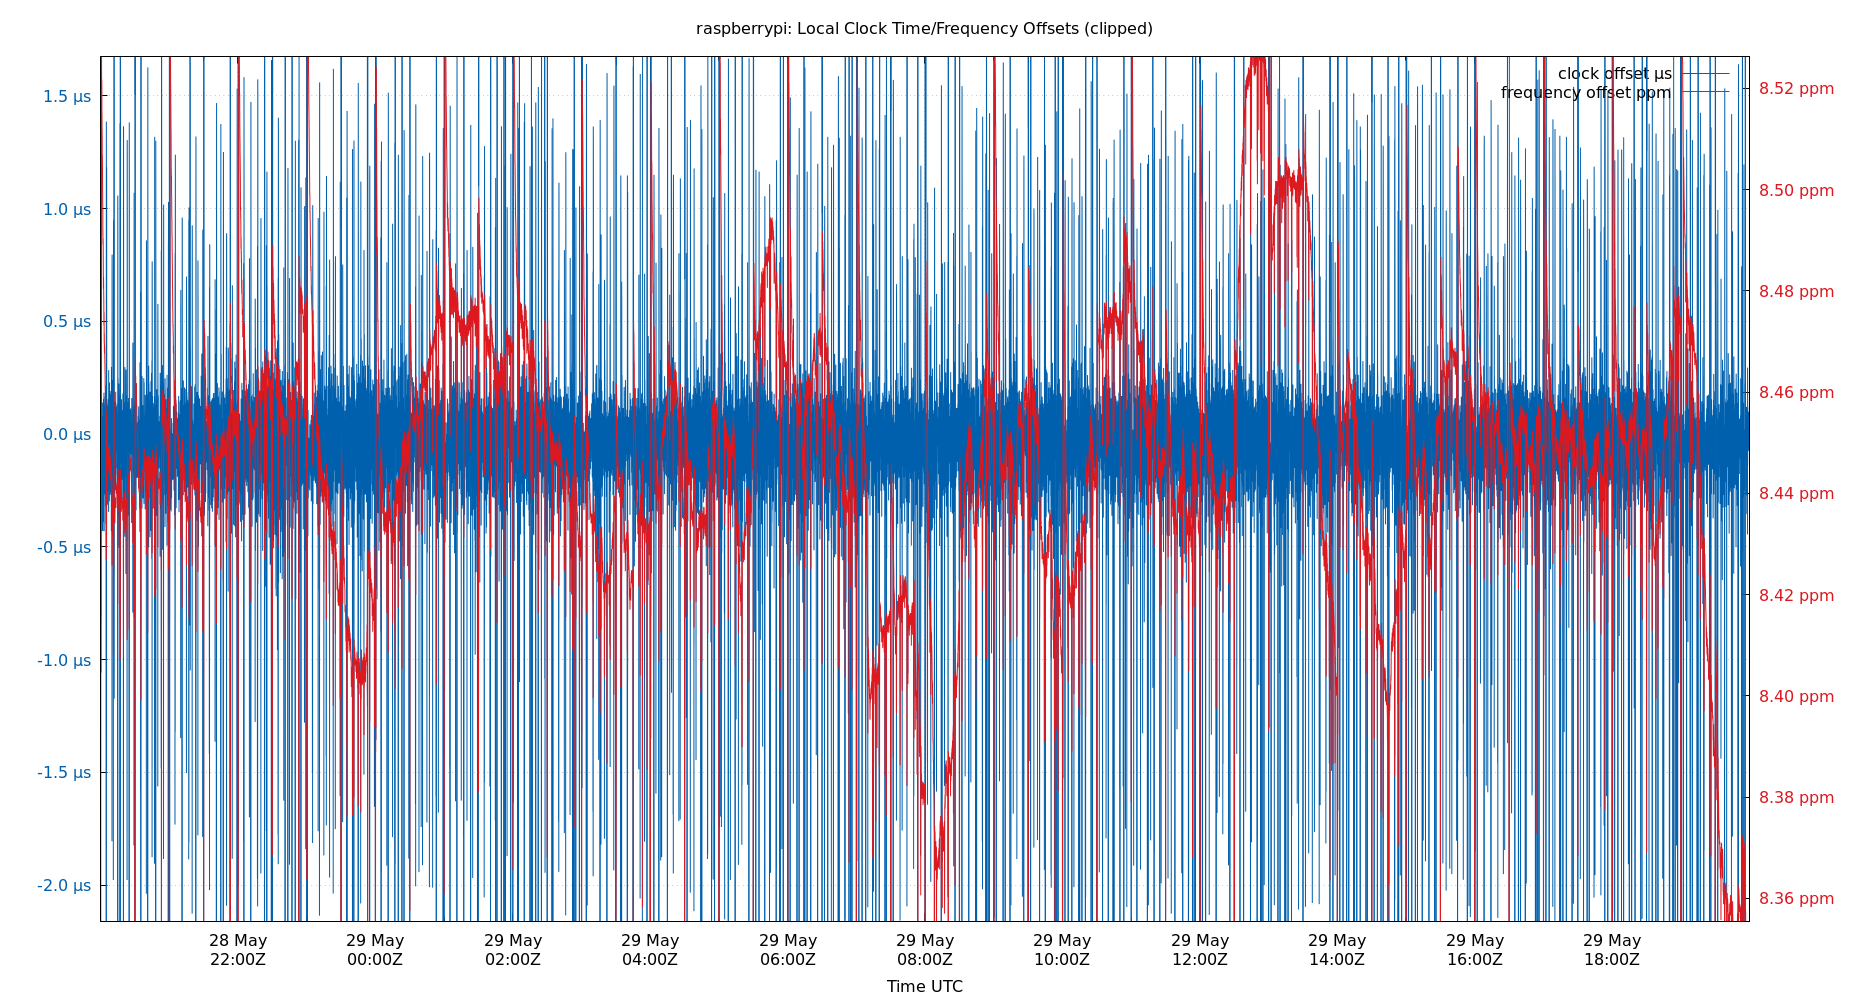 raspberrypi: Local Clock Time/Frequency Offsets (clipped)
clock offset µs
frequency offset ppm
1.5 µs
1.0 µs
0.5 µs
0.0 µs
-0.5 µs
-1.0 µs
-1.5 µs
-2.0 µs
8.52 ppm
8.50 ppm
8.48 ppm
8.46 ppm
8.44 ppm
8.42 ppm
8.40 ppm
8.38 ppm
8.36 ppm
28 May 29 May 29 May 29 May 29 May 29 May 29 May 29 May 29 May 29 May 29 May
22:00Z 00:00Z 02:00Z 04:00Z 06:00Z 08:00Z 10:00Z 12:00Z 14:00Z 16:00Z 18:00Z
Time UTC